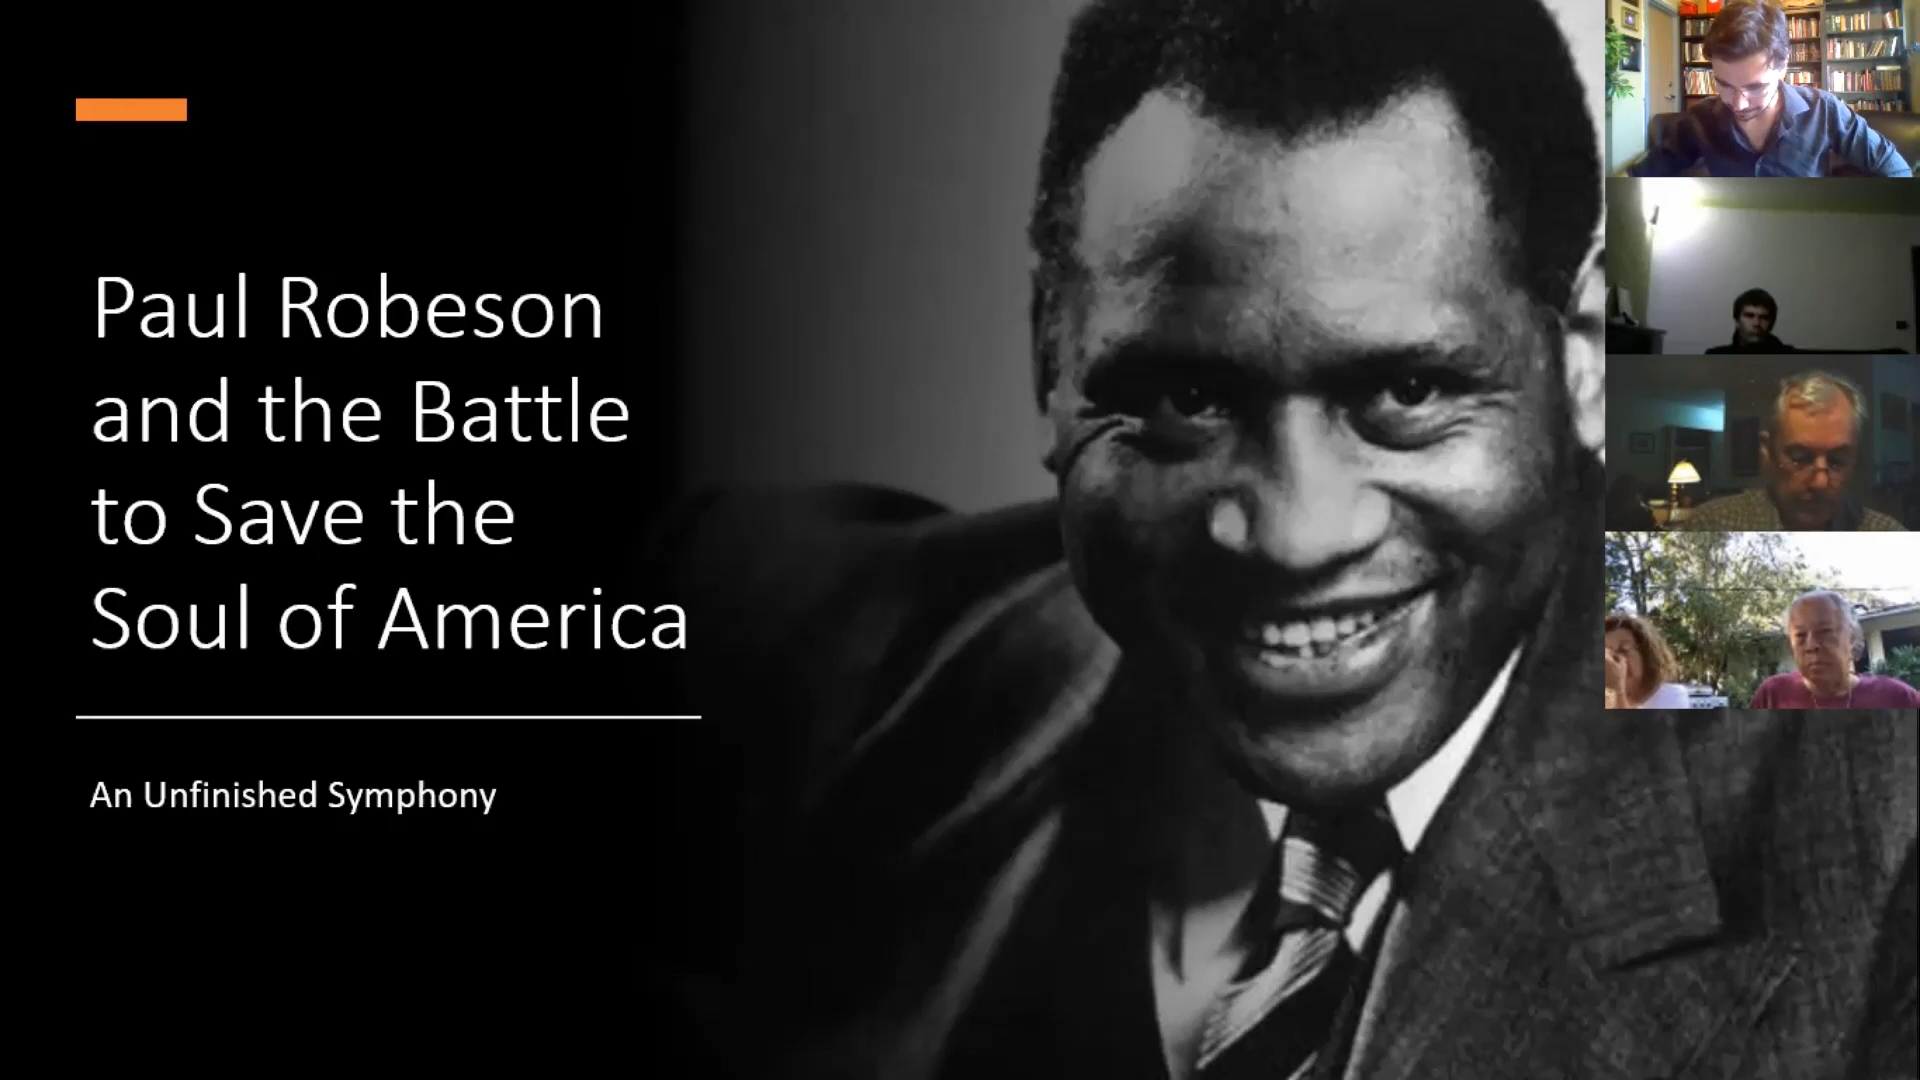 Paul Robeson
and the Battle
to Save the
Soul of America
An Unfinished Symphony